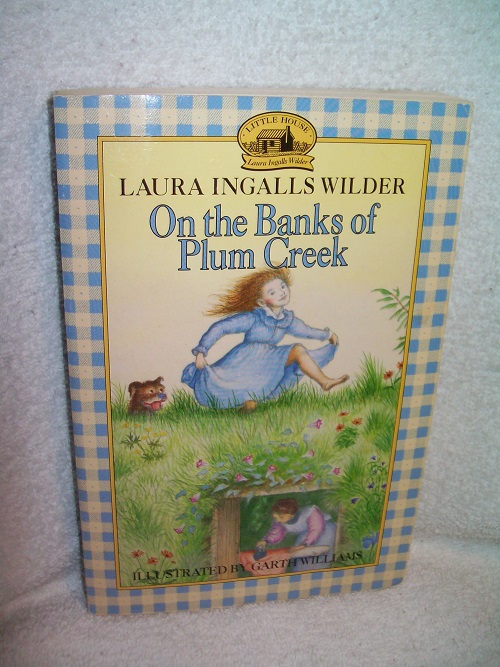 LITTLE HOUSE
Laura Ingalls Wilder
LAURA INGALLS WILDER
On the Banks of
Plum Creek
ILLUSTRATED BY GARTH WILLIAMS